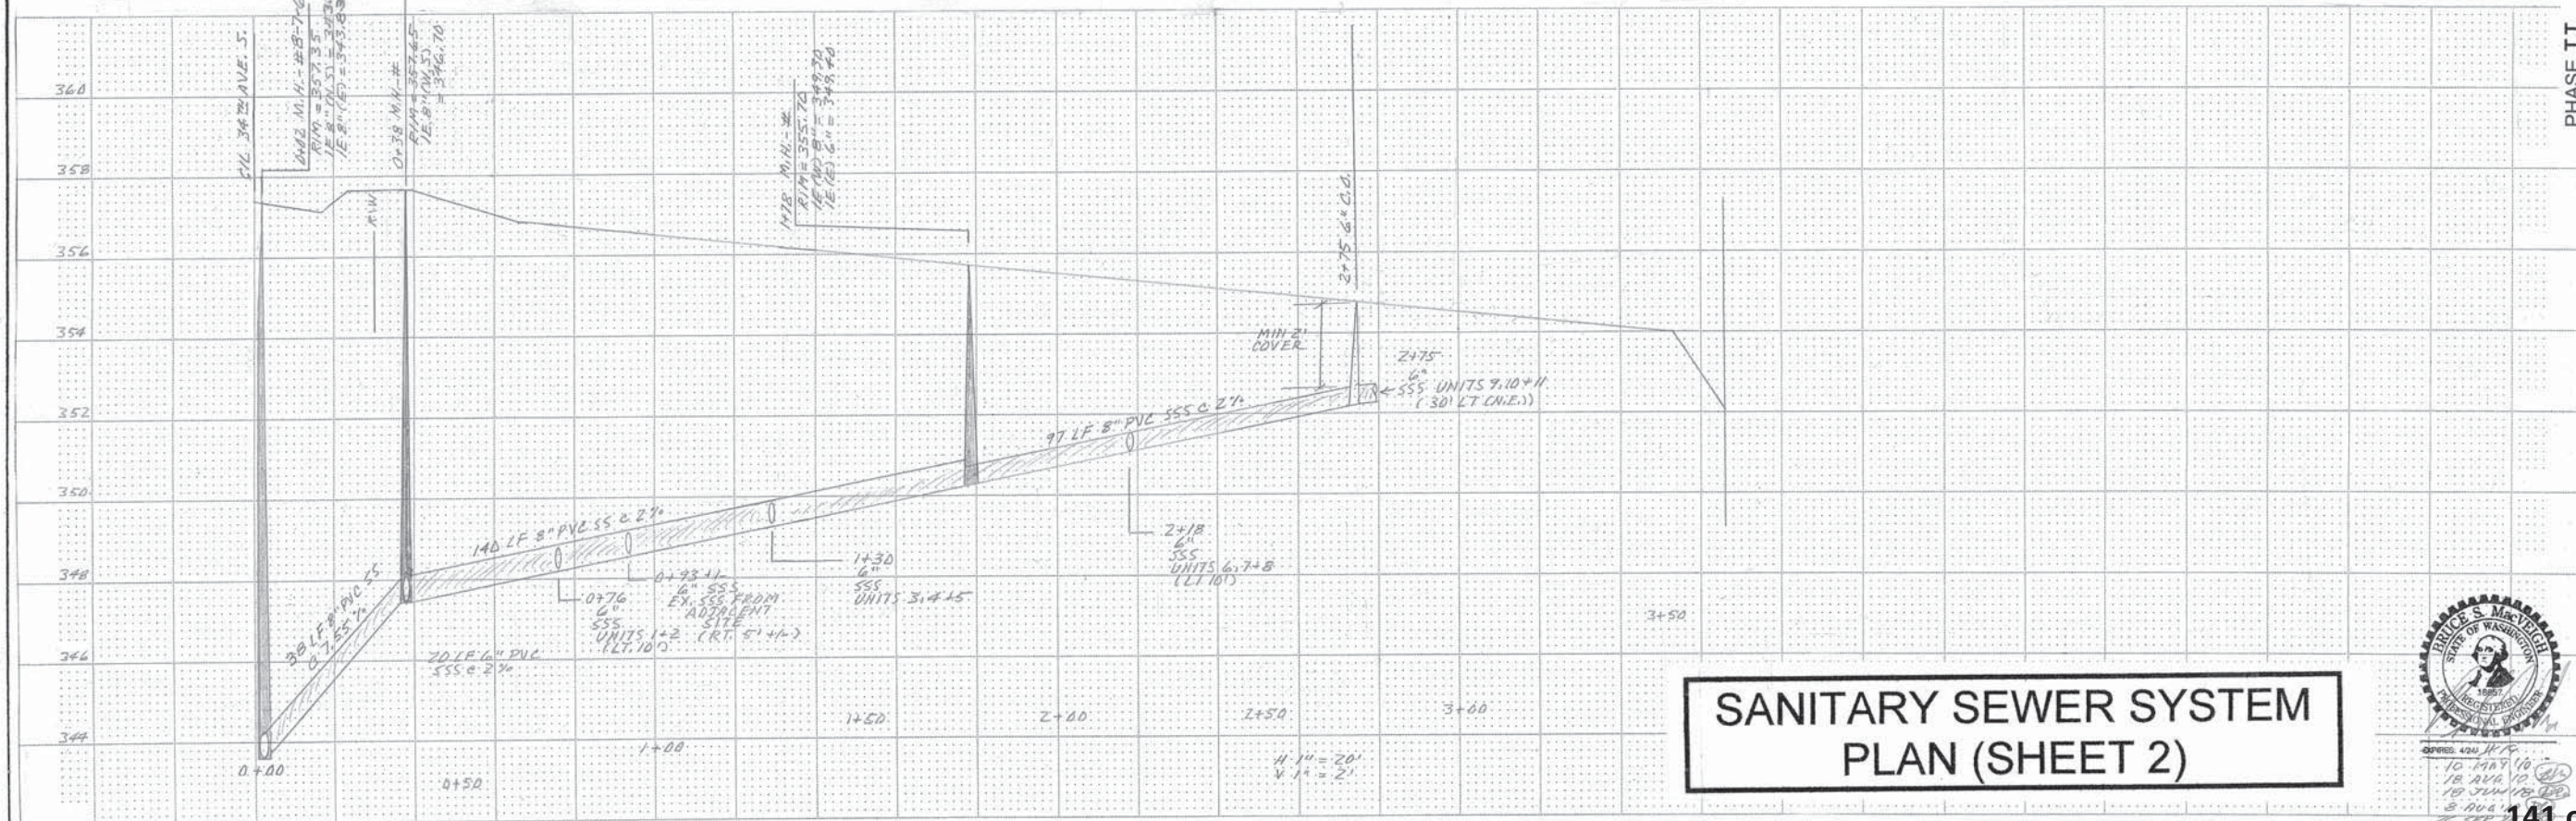 PHASE II
360
358
356
354
352
350
348
346
344
C/L 34TH AVE. S.
0+02 M.H.-#8-7-
RIM = 357.35
IE 8" (N,S) = 343.
IE 8" (E) = 343.83
0+38 M.H.-#
RIM = 357.65
IE 8" (W,S)
= 346.70
R/W
1+78 M.H.-#
RIM = 355.70
IE (W) 8" = 349.30
IE (E) 6" = 349.40
2+75 6" C.O.
MIN 2'
COVER
2+75
6"
SSS UNITS 9,10+11
(30' LT (N.E.))
97 LF 8" PVC SSS @ 2%
140 LF 8" PVC SS @ 2%
38 LF 8" PVC SS
@ 7.55%
0+76
6"
SSS
UNITS 1+2
(LT. 10')
0+93 +/-
6" SSS
EX. SSS FROM
ADJACENT
SITE
(RT. 5' +/-)
1+30
6"
SSS
UNITS 3,4+5
2+18
6"
SSS
UNITS 6,7+8
(LT 10')
20 LF 6" PVC
SSS @ 2%
0+00
0+50
1+00
1+50
2+00
2+50
3+00
3+50
H 1" = 20'
V 1" = 2'
SANITARY SEWER SYSTEM
PLAN (SHEET 2)
BRUCE S. MacVEIGH
STATE OF WASHINGTON
REGISTERED
PROFESSIONAL ENGINEER
EXPIRES: 4/24/
10 MAY '10
18 AUG '10
18 JUN '18
8 AUG
141